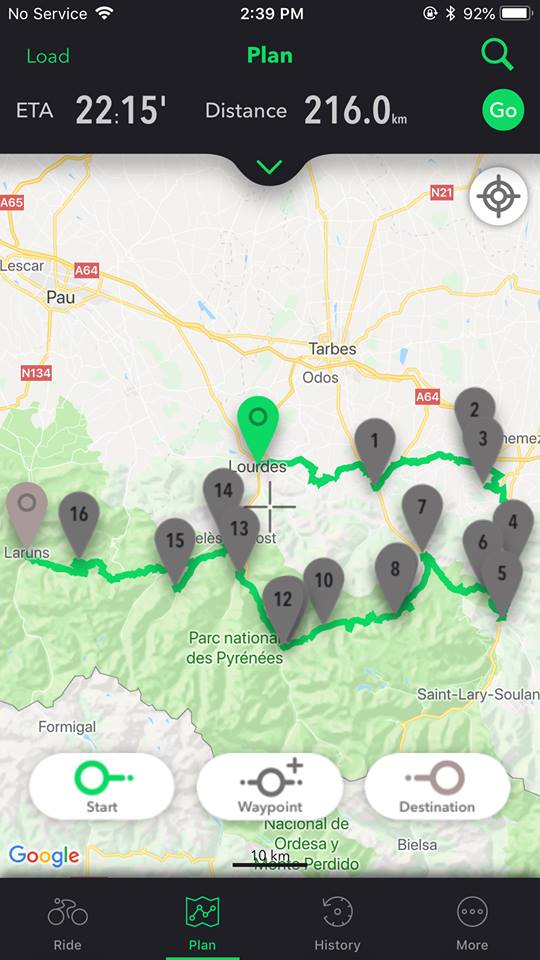 No Service 2:39 PM 92%
Load Plan
ETA 22:15' Distance 216.0km Go
N21
A65
Lescar A64
Pau
Tarbes
N134 Odos
A64
2
1 3 nemez
Lourdes
14 7
16 13 4
15 elès ost 6
Laruns 8 5
12 10
Parc national
des Pyrénées
Saint-Lary-Soulan
Formigal
Start Waypoint Destination
Nacional de
Ordesa y Bielsa
Monte Perdido
10 km
Google
Ride Plan History More